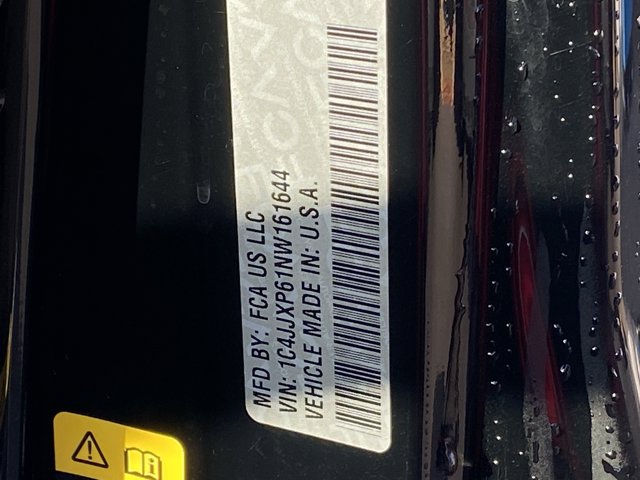 MFD BY: FCA US LLC
VIN: 1C4JJXP61NW161644
VEHICLE MADE IN: U.S.A.